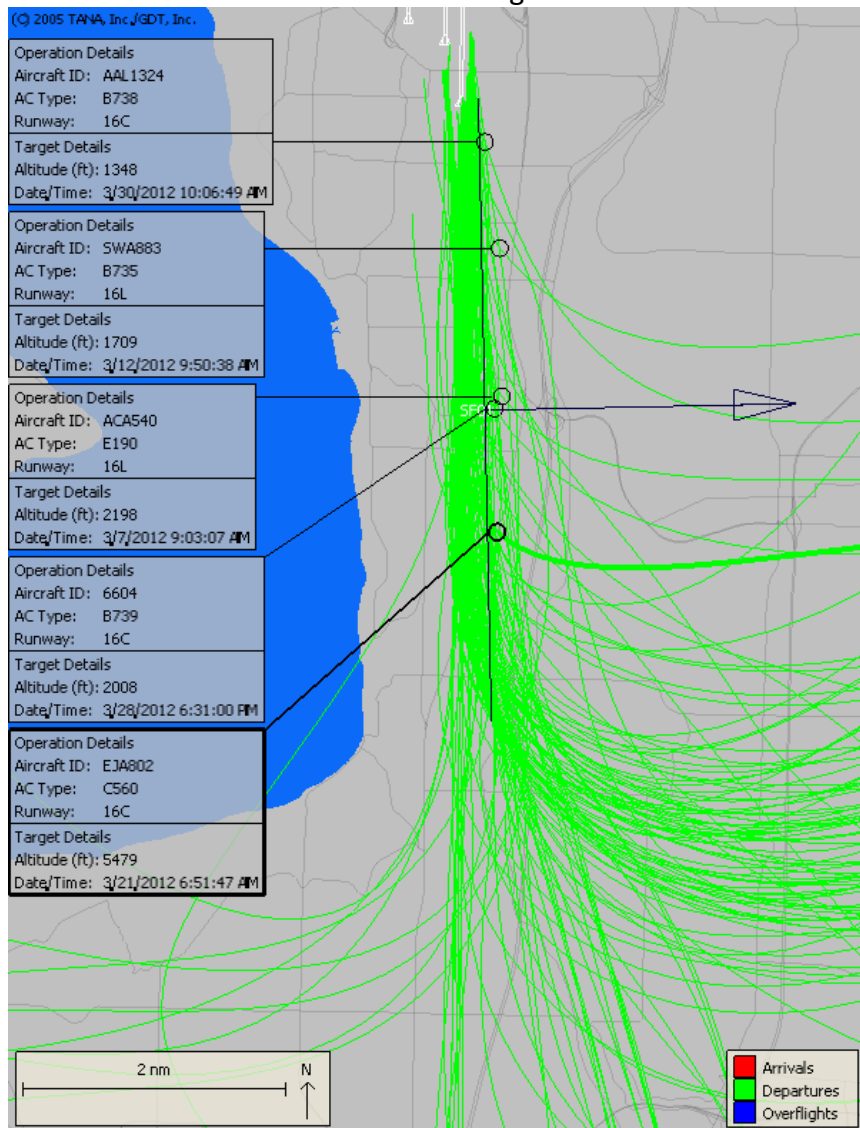 (C) 2005 TANA, Inc./GDT, Inc.
Operation Details
Aircraft ID: AAL1324
AC Type: B738
Runway: 16C
Target Details
Altitude (ft): 1348
Date/Time: 3/30/2012 10:06:49 AM
Operation Details
Aircraft ID: SWA883
AC Type: B735
Runway: 16L
Target Details
Altitude (ft): 1709
Date/Time: 3/12/2012 9:50:38 AM
Operation Details
Aircraft ID: ACA540
AC Type: E190
Runway: 16L
Target Details
Altitude (ft): 2198
Date/Time: 3/7/2012 9:03:07 AM
Operation Details
Aircraft ID: 6604
AC Type: B739
Runway: 16C
Target Details
Altitude (ft): 2008
Date/Time: 3/28/2012 6:31:00 PM
Operation Details
Aircraft ID: EJA802
AC Type: C560
Runway: 16C
Target Details
Altitude (ft): 5479
Date/Time: 3/21/2012 6:51:47 AM
2 nm
N
Arrivals
Departures
Overflights